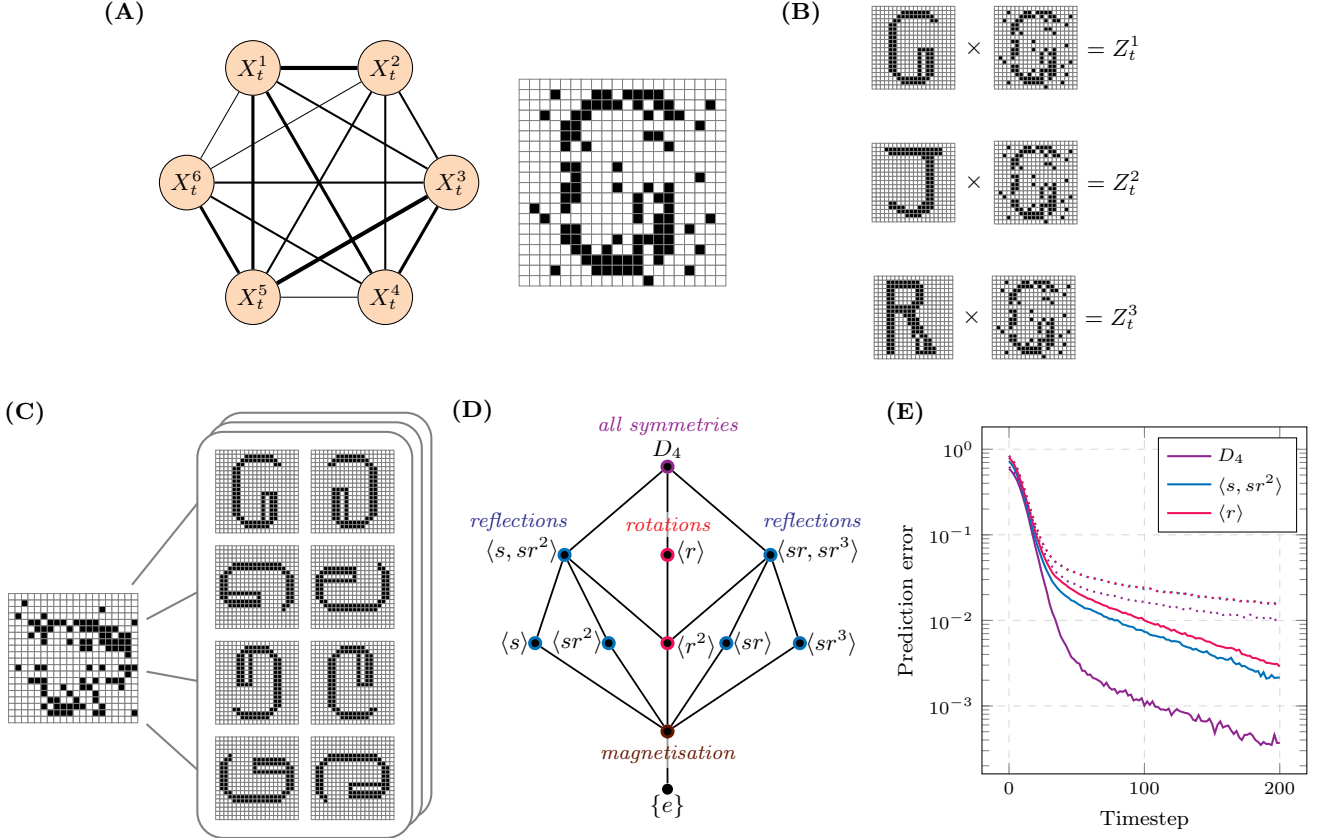 (A)
X_t^1
X_t^2
X_t^6
X_t^3
X_t^5
X_t^4
(B)
× = Z_t^1
× = Z_t^2
× = Z_t^3
(C)
(D)
all symmetries
D_4
reflections rotations reflections
⟨s, sr^2⟩ ⟨r⟩ ⟨sr, sr^3⟩
⟨s⟩ ⟨sr^2⟩ ⟨r^2⟩ ⟨sr⟩ ⟨sr^3⟩
magnetisation
{e}
(E)
D_4
⟨s, sr^2⟩
⟨r⟩
10^0
10^{-1}
10^{-2}
10^{-3}
Prediction error
0 100 200
Timestep